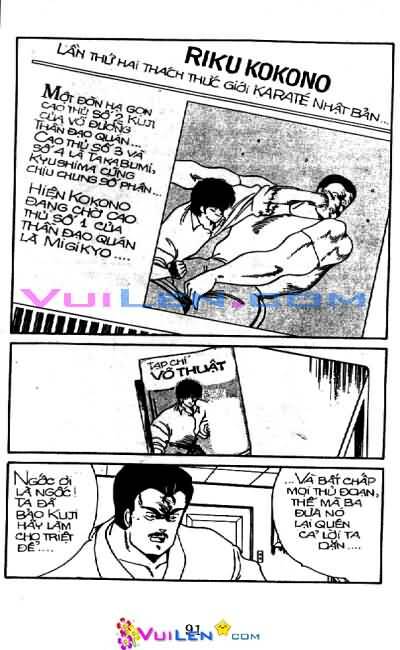 RIKU KOKONO
LẦN THỨ HAI THÁCH THỨC GIỚI KARATÉ NHẬT BẢN...
MỘT ĐÒN HẠ GỌN
CAO THỦ SỐ 2 KUJI
CỦA VÕ ĐƯỜNG
THẦN ĐẠO QUÁN...
CAO THỦ SỐ 3 VÀ
SỐ 4 LÀ TAKABUMI,
KYUSHIMA CŨNG
CHỊU CHUNG SỐ PHẬN...
HIỆN KOKONO
ĐANG CHỜ CAO
THỦ SỐ 1 CỦA
THẦN ĐẠO QUÁN
LÀ MIGIKYO ....
VUILEN.COM
TẠP CHÍ
VÕ THUẬT
NGỐC ƠI
LÀ NGỐC!
TA ĐÃ
BẢO KUJI
HÃY LÀM
CHO TRIỆT
ĐỂ....
...VÀ BẤT CHẤP
MỌI THỦ ĐOẠN,
THẾ MÀ BA
ĐỨA NÓ
LẠI QUÊN
CẢ LỜI TA
DẶN....
91
VUILEN.COM